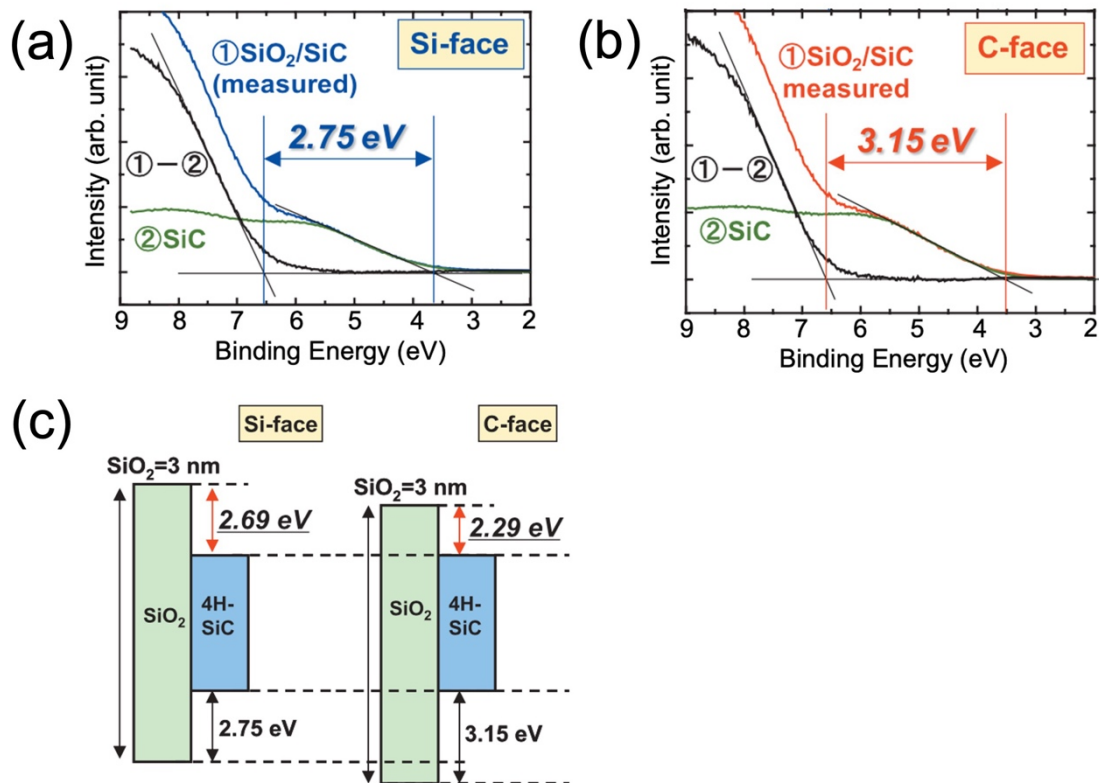 (a)
Si-face
①SiO₂/SiC
(measured)
2.75 eV
①−②
②SiC
Intensity (arb. unit)
9 8 7 6 5 4 3 2
Binding Energy (eV)
(b)
C-face
①SiO₂/SiC
measured
3.15 eV
①−②
②SiC
Intensity (arb. unit)
9 8 7 6 5 4 3 2
Binding Energy (eV)
(c)
Si-face
SiO₂=3 nm
2.69 eV
SiO₂
4H-
SiC
2.75 eV
C-face
SiO₂=3 nm
2.29 eV
SiO₂
4H-
SiC
3.15 eV